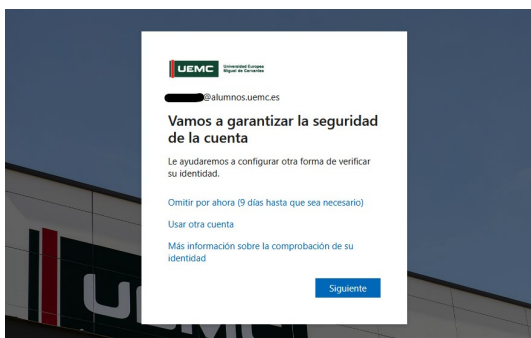 UEMC Universidad Europea
Miguel de Cervantes
@alumnos.uemc.es
Vamos a garantizar la seguridad
de la cuenta
Le ayudaremos a configurar otra forma de verificar
su identidad.
Omitir por ahora (9 días hasta que sea necesario)
Usar otra cuenta
Más información sobre la comprobación de su
identidad
Siguiente